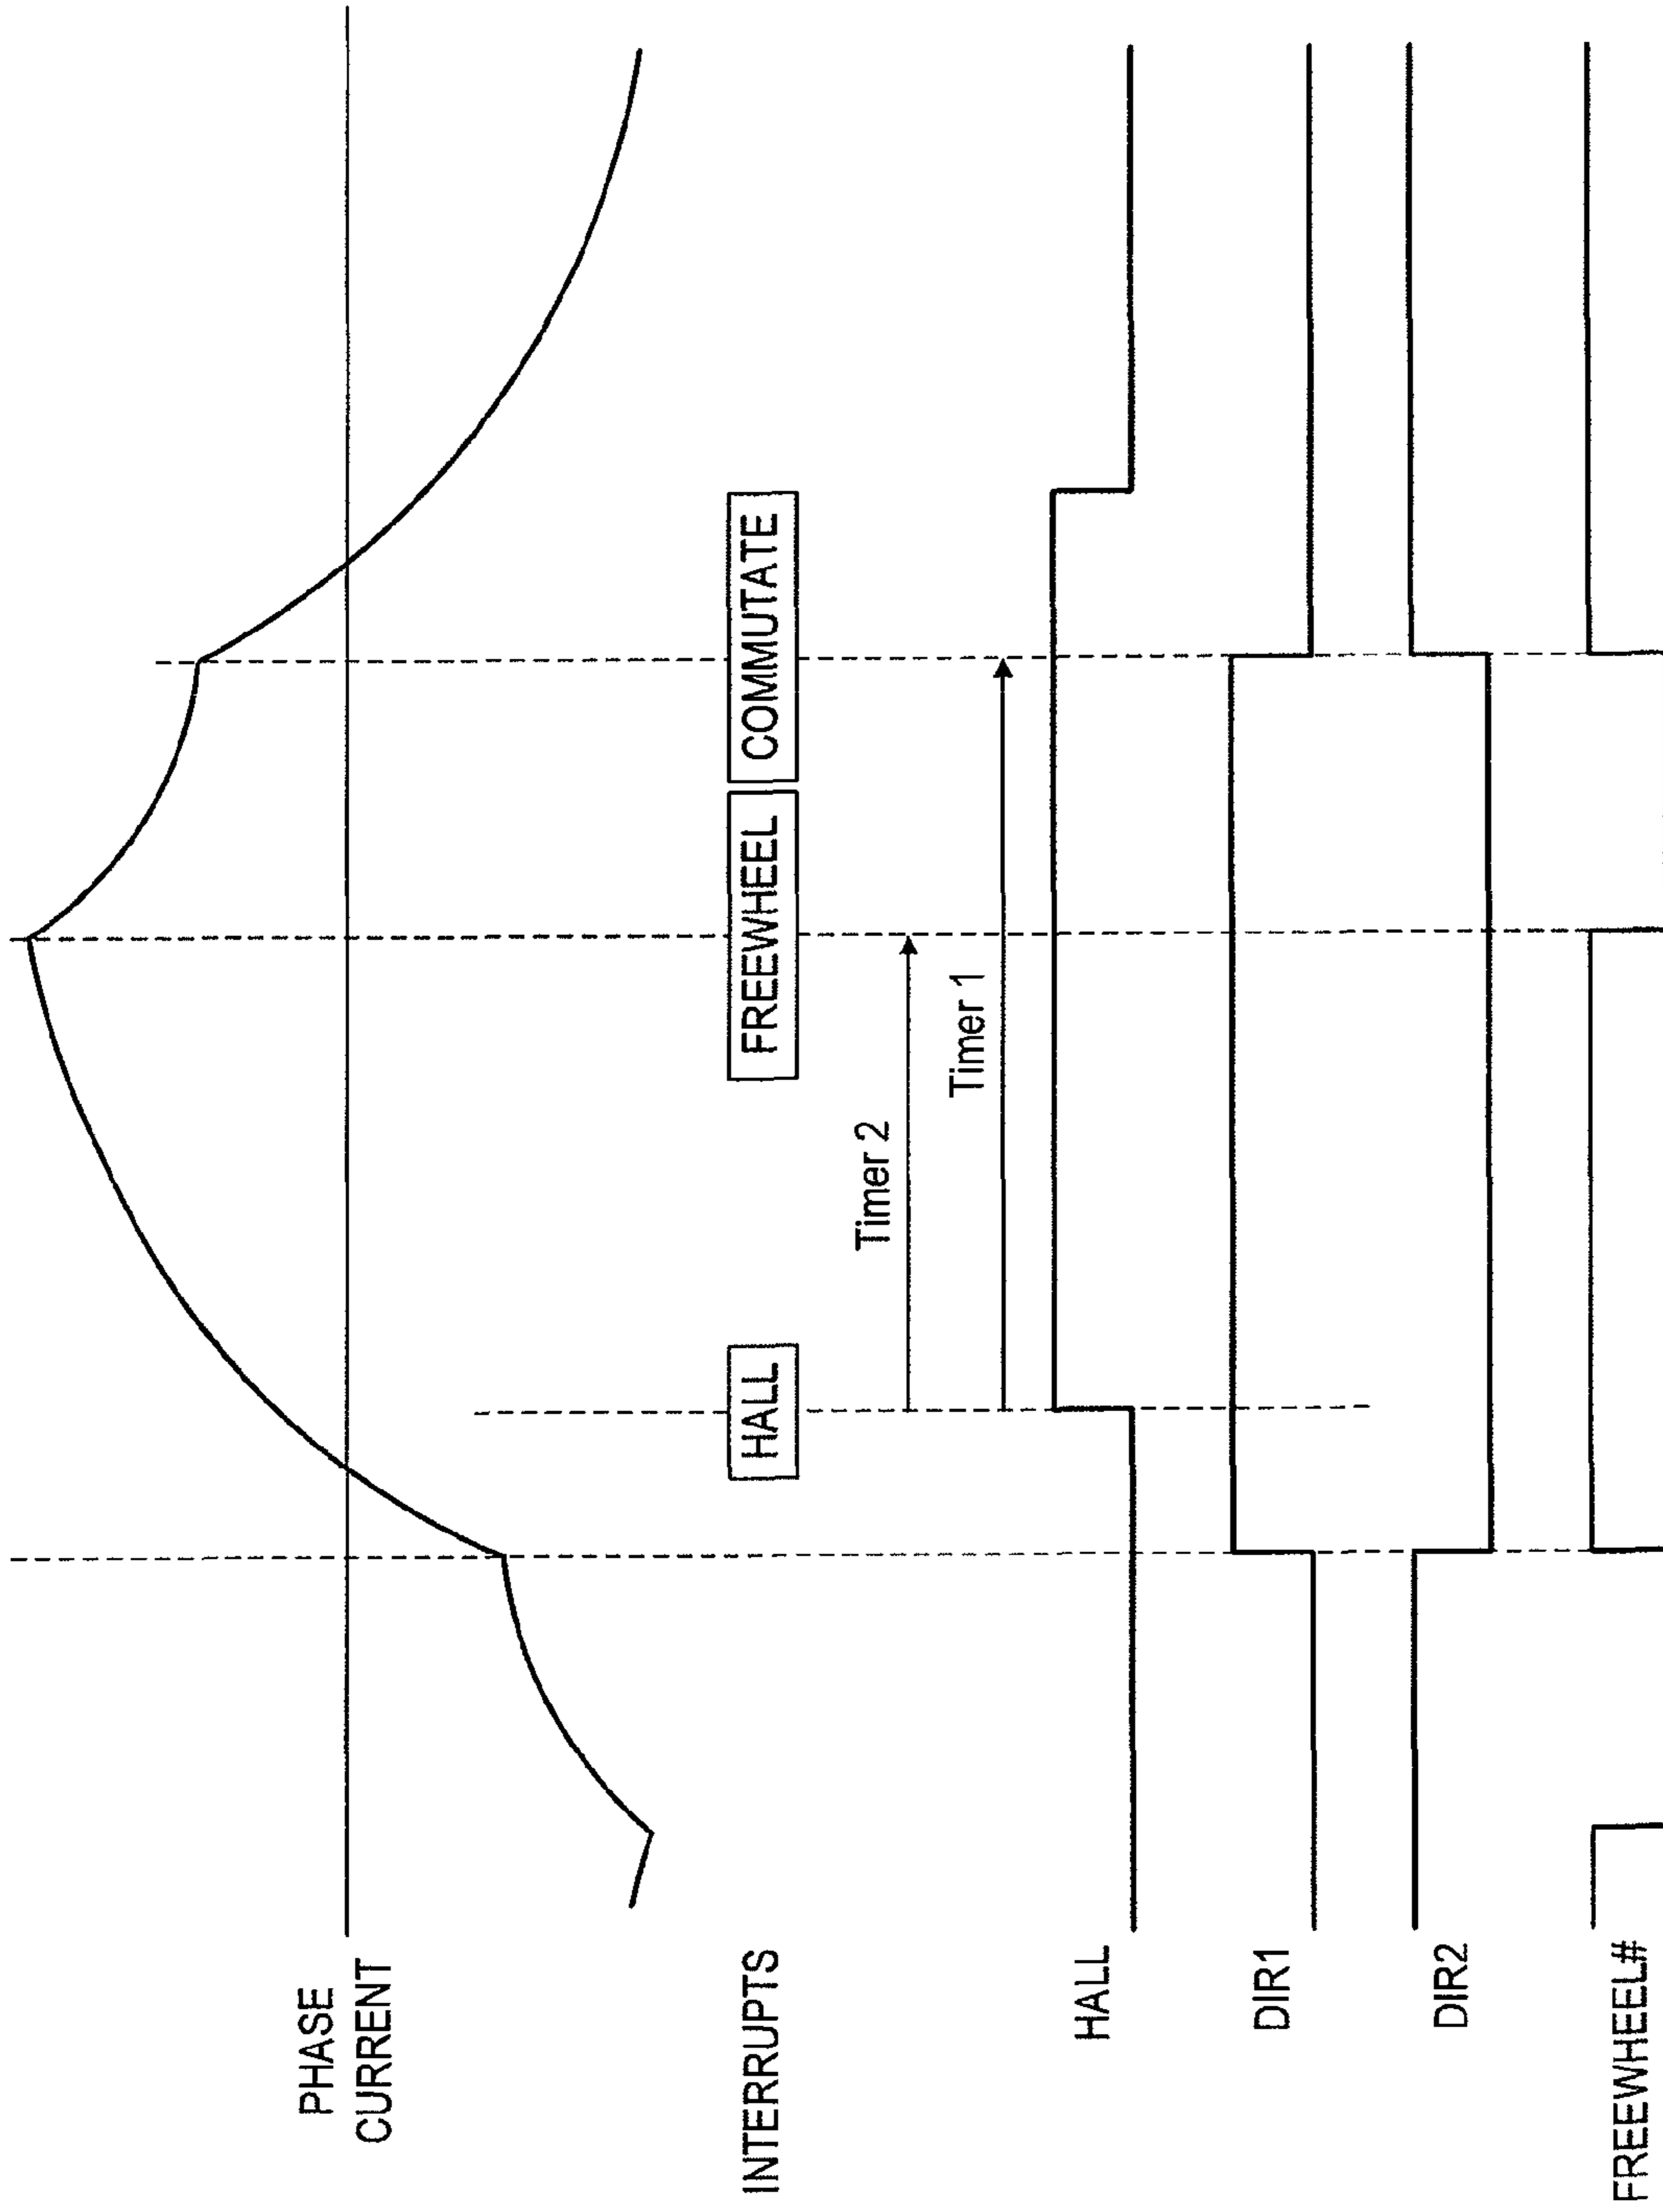 PHASE
CURRENT
INTERRUPTS
HALL
FREEWHEEL
COMMUTATE
Timer 2
Timer 1
HALL
DIR1
DIR2
FREEWHEEL#